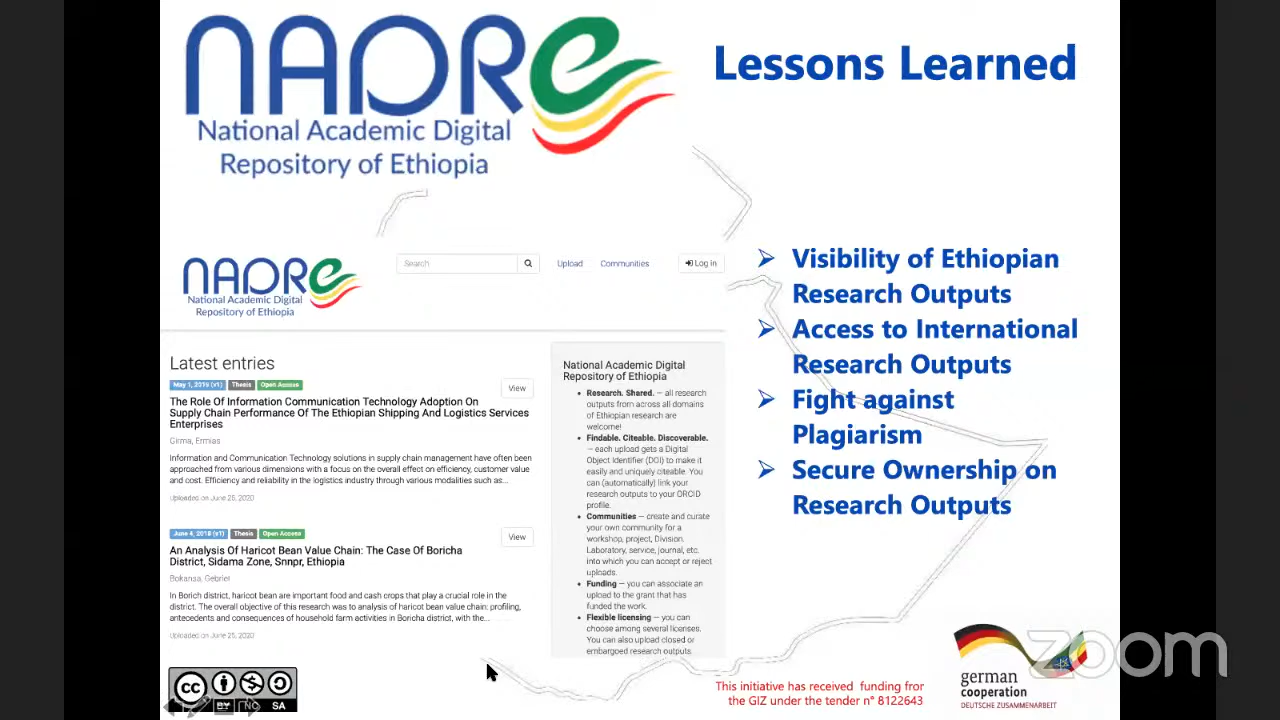 NADRe
National Academic Digital
Repository of Ethiopia
Lessons Learned
NADRe
National Academic Digital
Repository of Ethiopia
Search
Upload
Communities
Log in
Latest entries
May 1, 2019 (v1) Thesis Open Access
View
The Role Of Information Communication Technology Adoption On
Supply Chain Performance Of The Ethiopian Shipping And Logistics Services
Enterprises
Girma, Ermias
Information and Communication Technology solutions in supply chain management have often been
approached from various dimensions with a focus on the overall effect on efficiency, customer value
and cost. Efficiency and reliability in the logistics industry through various modalities such as...
Uploaded on June 25, 2020
June 4, 2018 (v1) Thesis Open Access
View
An Analysis Of Haricot Bean Value Chain: The Case Of Boricha
District, Sidama Zone, Snnpr, Ethiopia
In Borich district, haricot bean are important food and cash crops that play a crucial role in the
district. The overall objective of this research was to analysis of haricot bean value chain: profiling,
antecedents and consequences of household farm activities in Boricha district, with the...
Uploaded on June 25, 2020
National Academic Digital
Repository of Ethiopia
• Research. Shared. — all research
outputs from across all domains
of Ethiopian research are
welcome!
• Findable. Citeable. Discoverable.
— each upload gets a Digital
Object Identifier (DOI) to make it
easily and uniquely citeable. You
can (automatically) link your
research outputs to your ORCID
profile.
• Communities — create and curate
your own community for a
workshop, project, Division.
Laboratory, service, journal, etc.
into which you can accept or reject
uploads.
• Funding — you can associate an
upload to the grant that has
funded the work.
• Flexible licensing — you can
choose among several licenses.
You can also upload closed or
embargoed research outputs.
➢ Visibility of Ethiopian
Research Outputs
➢ Access to International
Research Outputs
➢ Fight against
Plagiarism
➢ Secure Ownership on
Research Outputs
cc
BY NC SA
This initiative has received funding from
the GIZ under the tender n° 8122643
german
cooperation
DEUTSCHE ZUSAMMENARBEIT
zoom